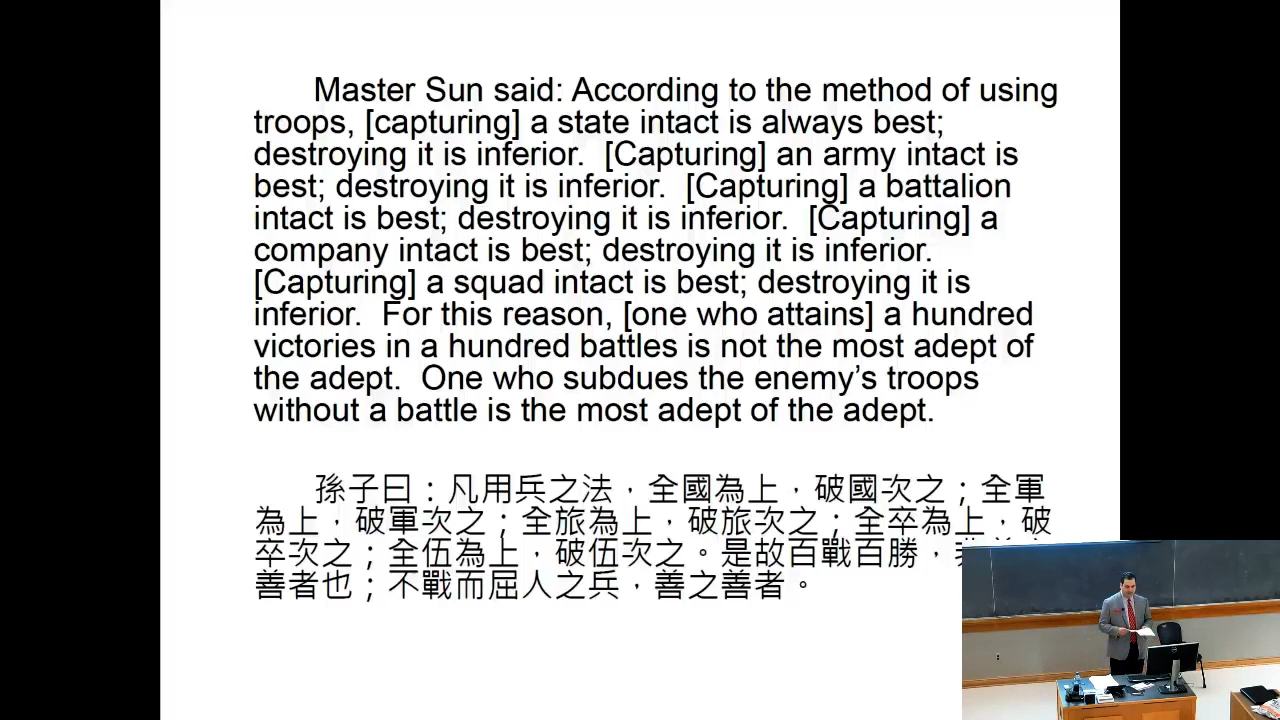 Master Sun said: According to the method of using
troops, [capturing] a state intact is always best;
destroying it is inferior. [Capturing] an army intact is
best; destroying it is inferior. [Capturing] a battalion
intact is best; destroying it is inferior. [Capturing] a
company intact is best; destroying it is inferior.
[Capturing] a squad intact is best; destroying it is
inferior. For this reason, [one who attains] a hundred
victories in a hundred battles is not the most adept of
the adept. One who subdues the enemy’s troops
without a battle is the most adept of the adept.
孫子曰：凡用兵之法，全國為上，破國次之；全軍
為上，破軍次之；全旅為上，破旅次之；全卒為上，破
卒次之；全伍為上，破伍次之。是故百戰百勝，
善者也；不戰而屈人之兵，善之善者。